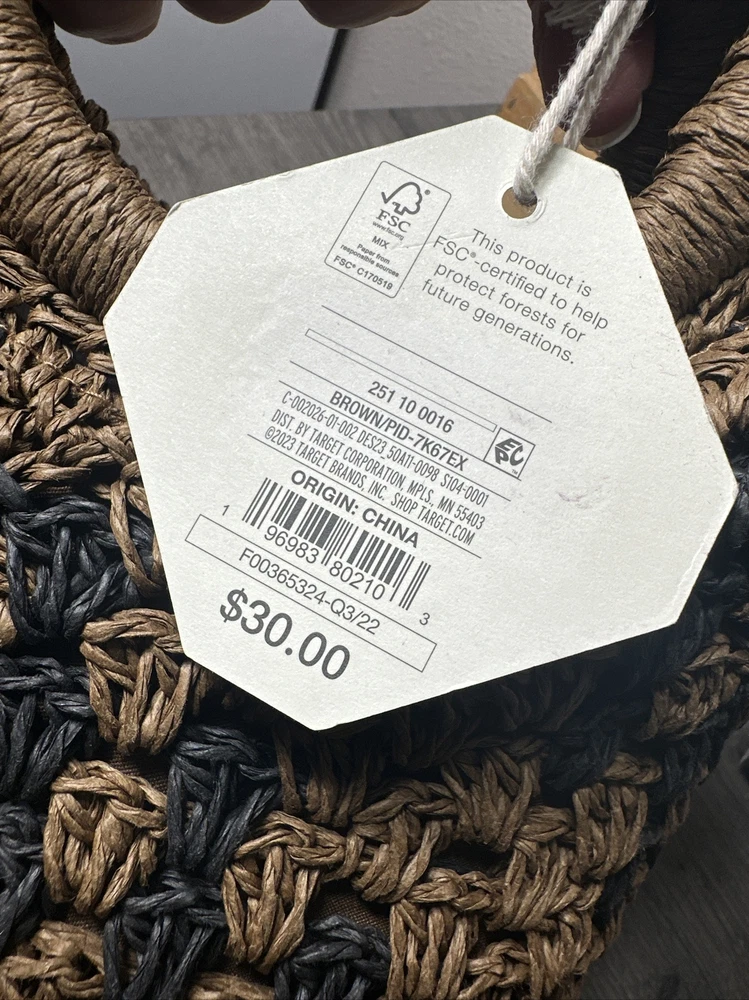 FSC®
www.fsc.org
MIX
Paper from
responsible sources
FSC® C170519
This product is
FSC®-certified to help
protect forests for
future generations.
251 10 0016
BROWN/PID-7K67EX
C-002026-01-002 DES23_50A11-0098 ST04-0001
DIST. BY TARGET CORPORATION, MPLS., MN 55403
©2023 TARGET BRANDS, INC. SHOP TARGET.COM
EPC™
ORIGIN: CHINA
1 96983 80210 3
F00365324-Q3/22
$30.00